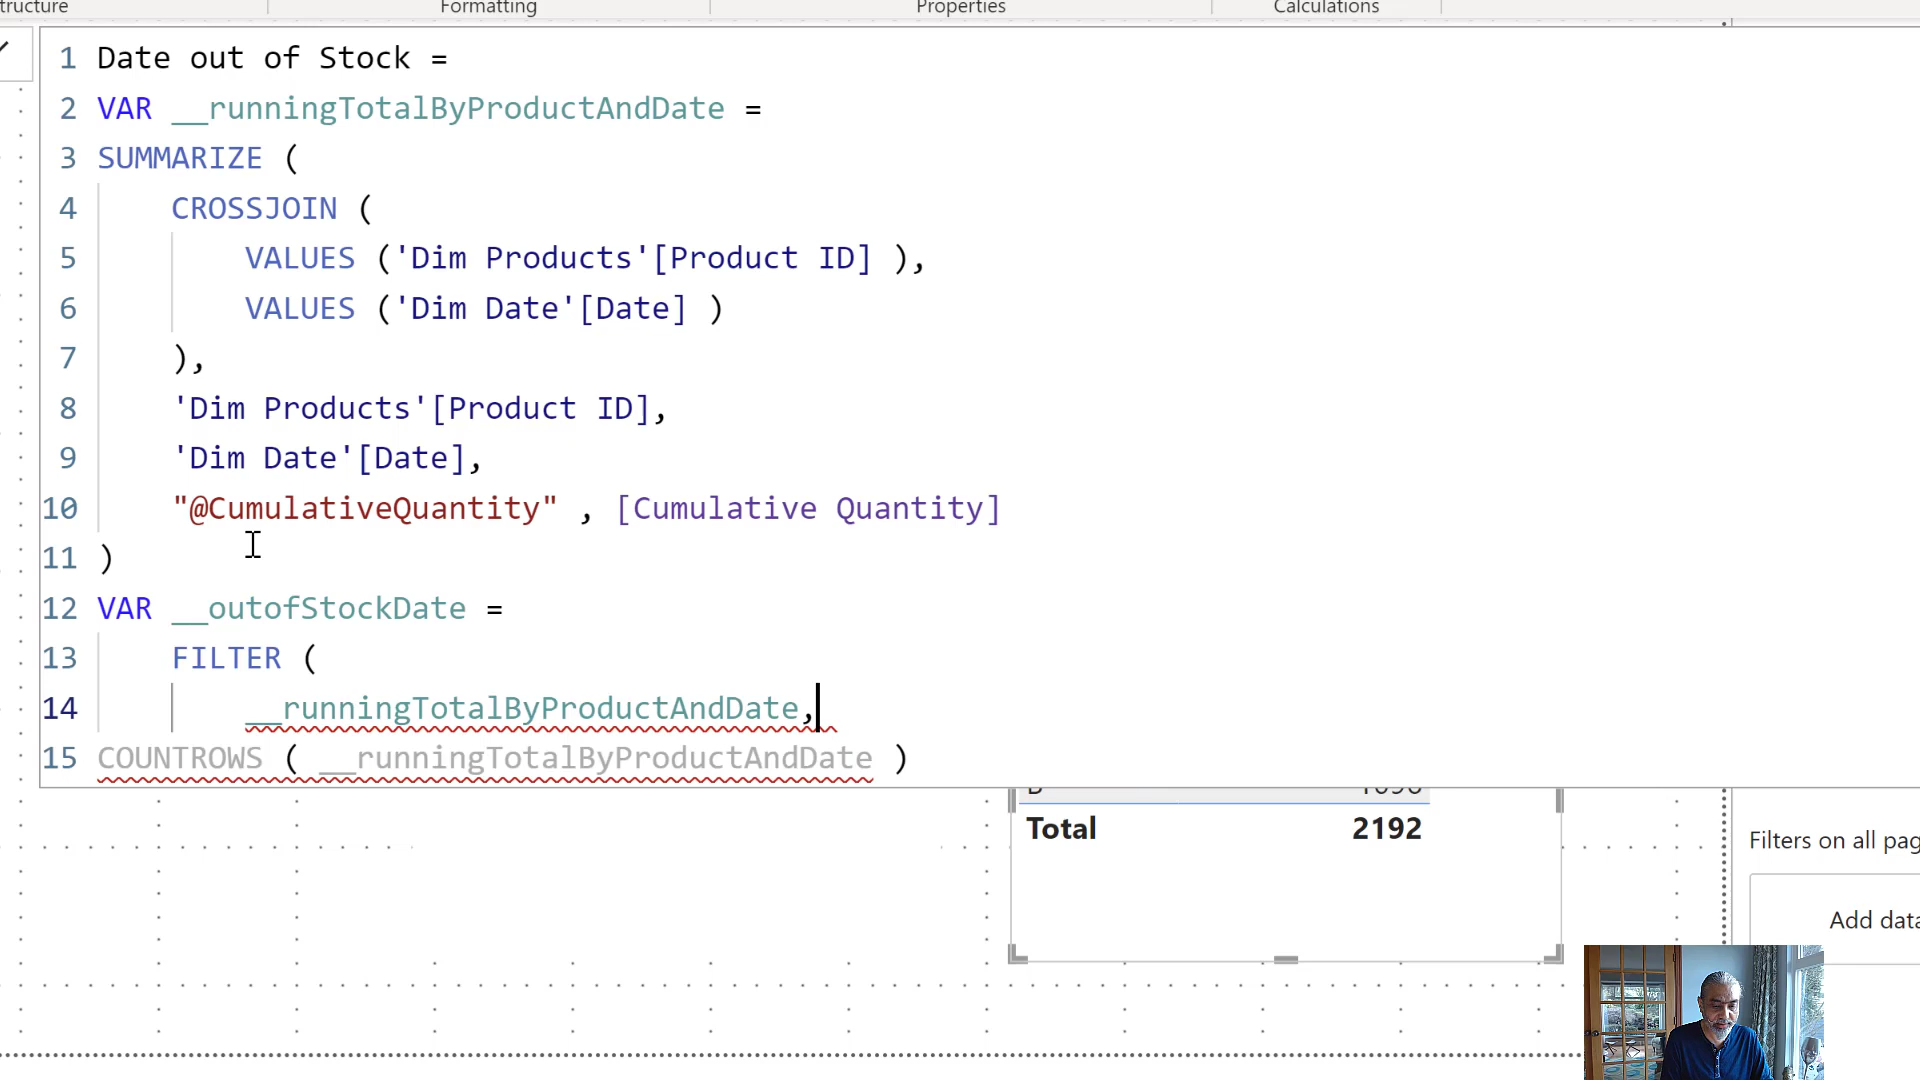 Formatting
Properties
Calculations
1 Date out of Stock =
2 VAR __runningTotalByProductAndDate =
3 SUMMARIZE (
4 CROSSJOIN (
5 VALUES ('Dim Products'[Product ID] ),
6 VALUES ('Dim Date'[Date] )
7 ),
8 'Dim Products'[Product ID],
9 'Dim Date'[Date],
10 "@CumulativeQuantity" , [Cumulative Quantity]
11 )
12 VAR __outofStockDate =
13 FILTER (
14 __runningTotalByProductAndDate,
15 COUNTROWS ( __runningTotalByProductAndDate )
Total 2192
Filters on all pag
Add data